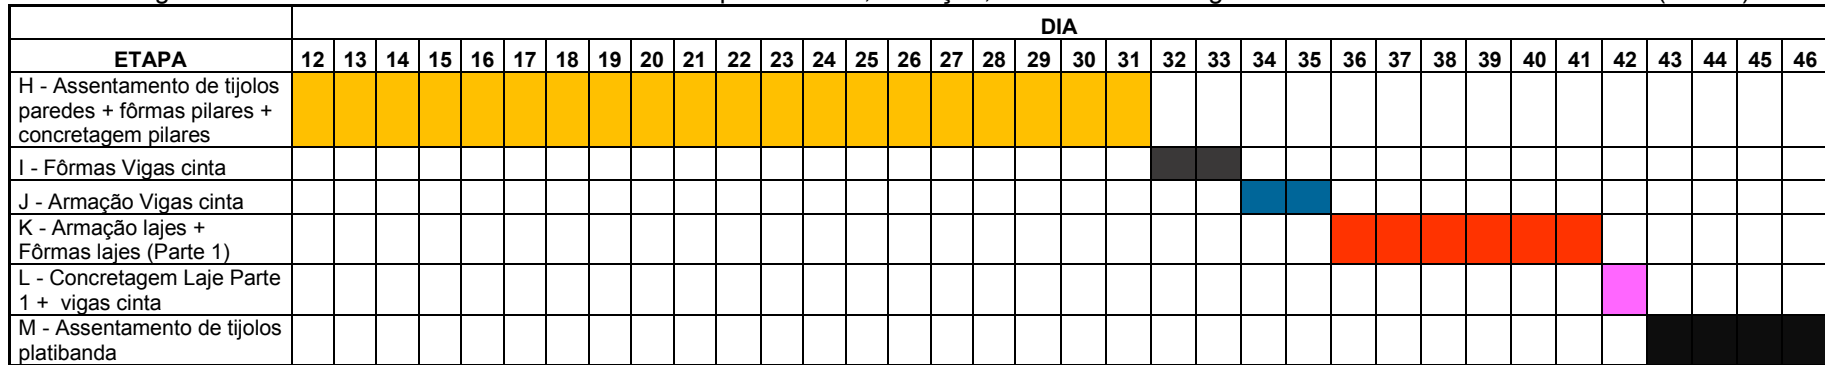 DIA
ETAPA 12 13 14 15 16 17 18 19 20 21 22 23 24 25 26 27 28 29 30 31 32 33 34 35 36 37 38 39 40 41 42 43 44 45 46
H - Assentamento de tijolos
paredes + fôrmas pilares +
concretagem pilares
I - Fôrmas Vigas cinta
J - Armação Vigas cinta
K - Armação lajes +
Fôrmas lajes (Parte 1)
L - Concretagem Laje Parte
1 + vigas cinta
M - Assentamento de tijolos
platibanda